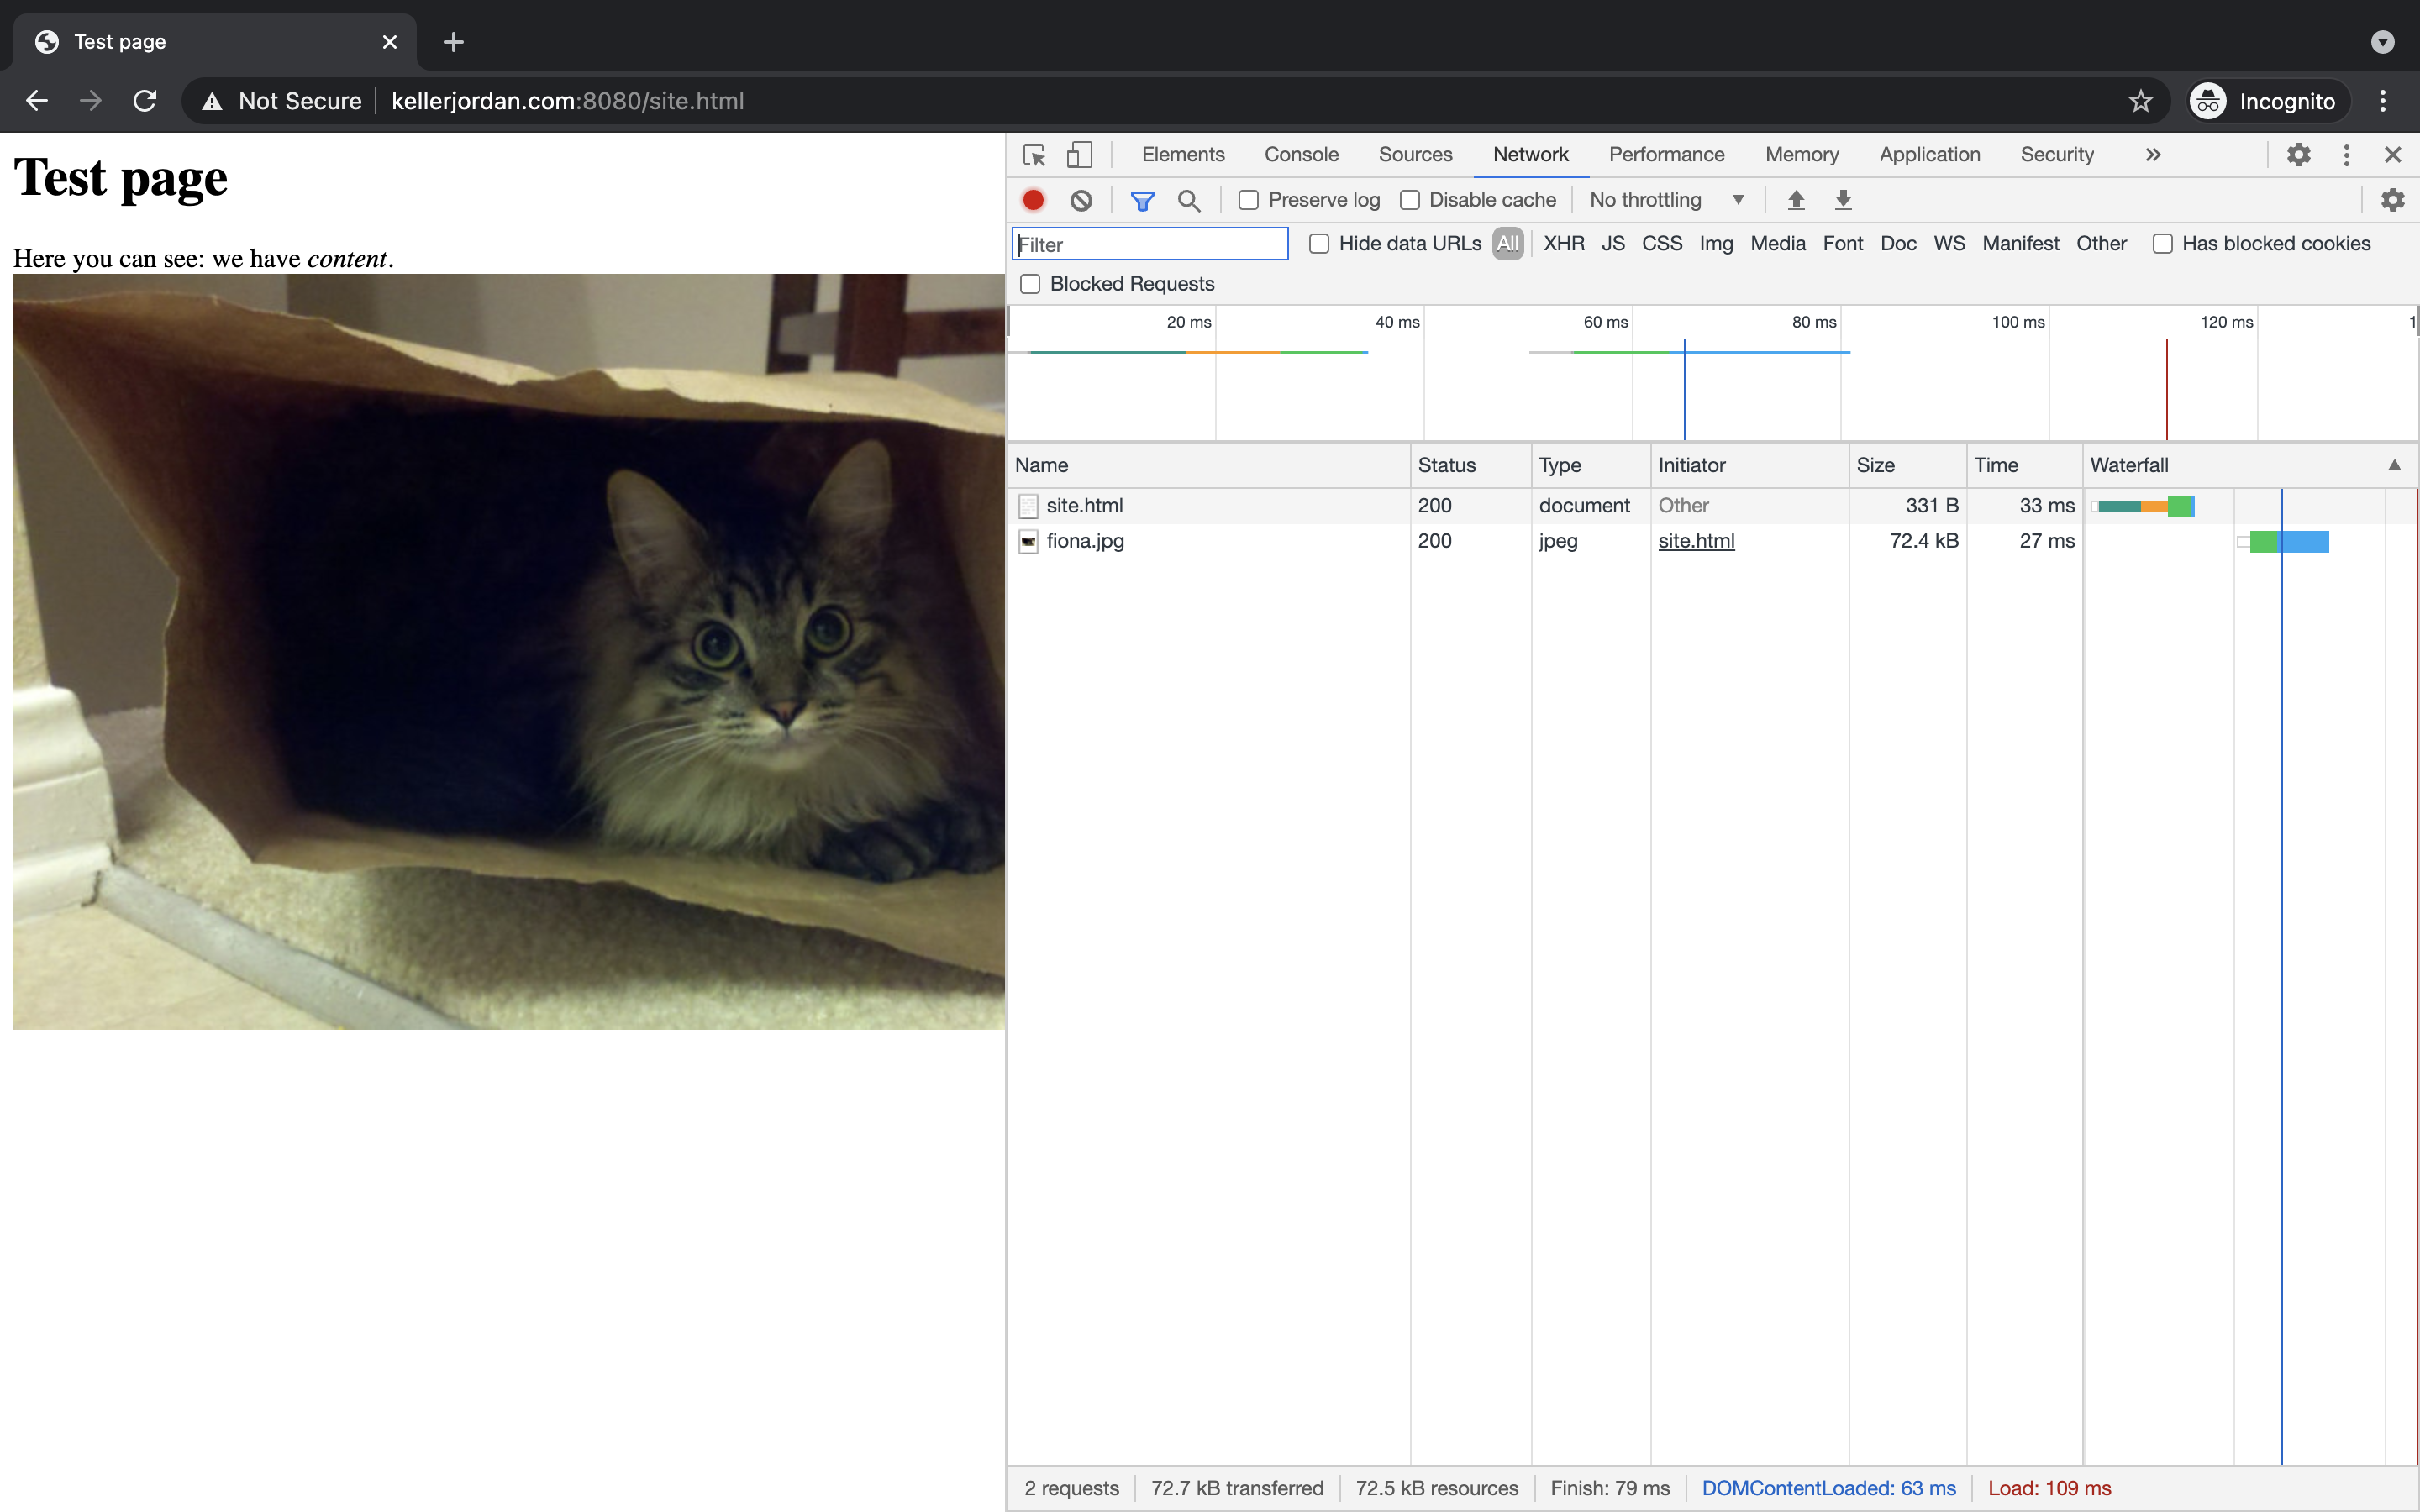 Test page
Not Secure kellerjordan.com:8080/site.html Incognito
Test page
Here you can see: we have content.
Elements Console Sources Network Performance Memory Application Security
Preserve log Disable cache No throttling
Filter Hide data URLs All XHR JS CSS Img Media Font Doc WS Manifest Other Has blocked cookies
Blocked Requests
20 ms 40 ms 60 ms 80 ms 100 ms 120 ms 1
Name Status Type Initiator Size Time Waterfall
site.html 200 document Other 331 B 33 ms
fiona.jpg 200 jpeg site.html 72.4 kB 27 ms
2 requests 72.7 kB transferred 72.5 kB resources Finish: 79 ms DOMContentLoaded: 63 ms Load: 109 ms